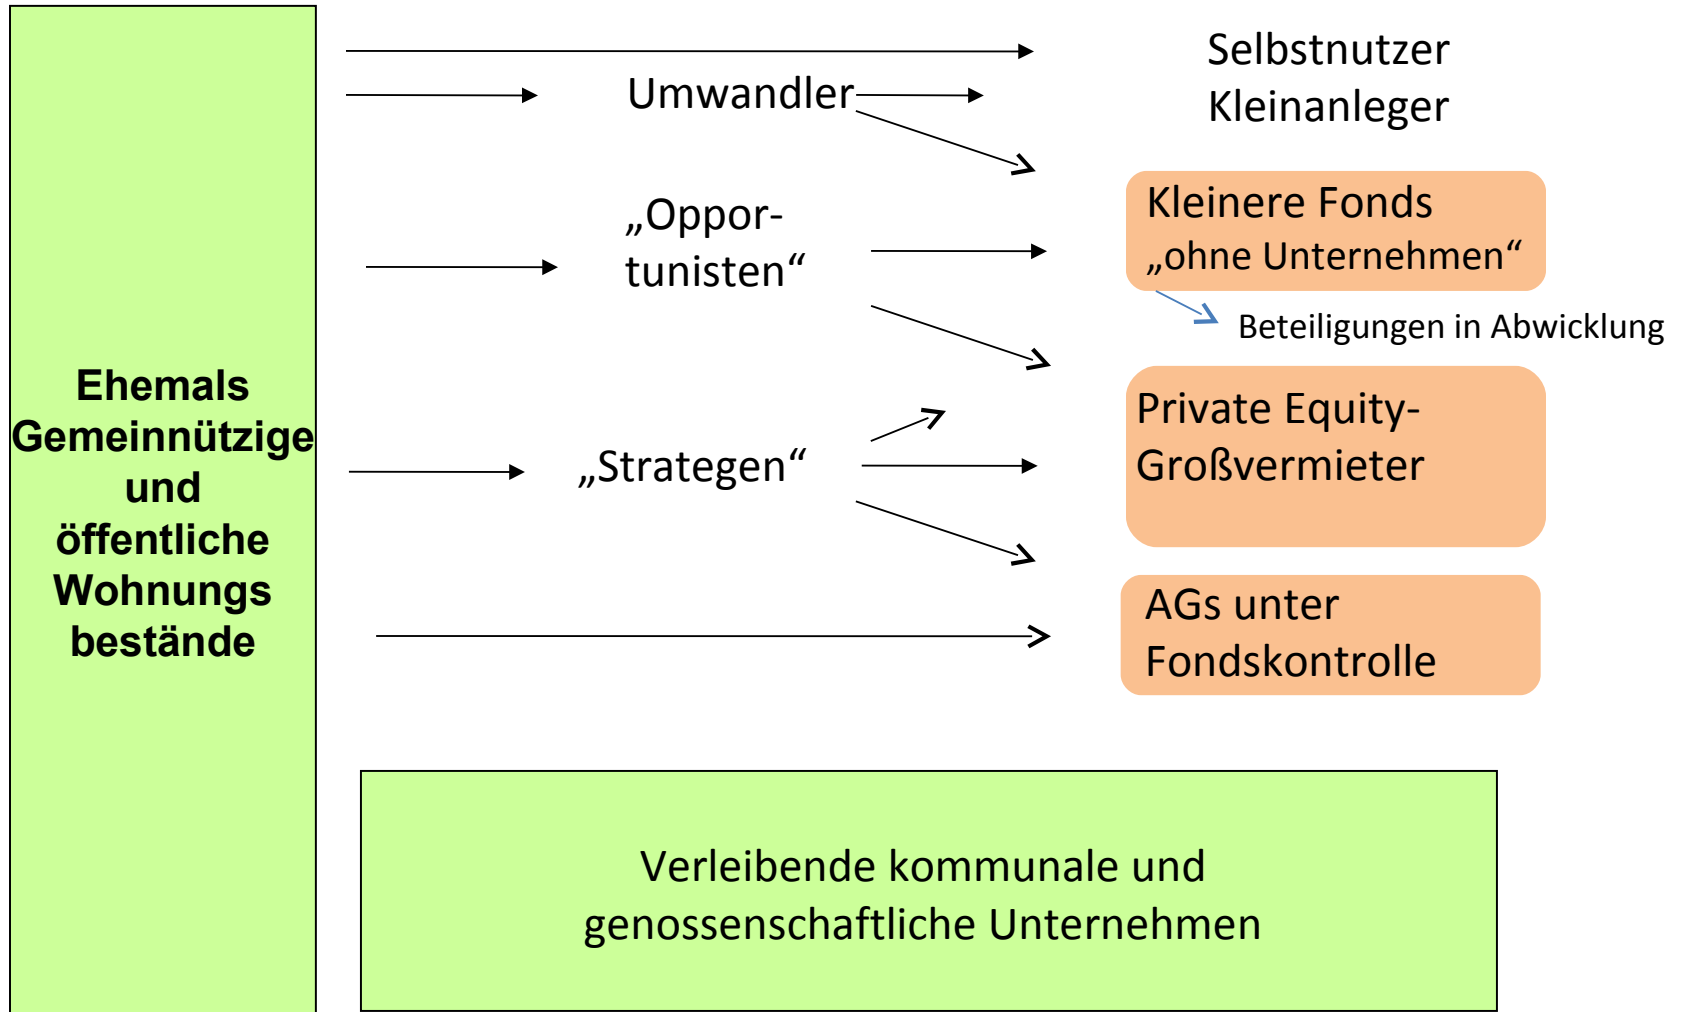 Ehemals
Gemeinnützige
und
öffentliche
Wohnungs
bestände
Umwandler
„Oppor-
tunisten“
„Strategen“
Selbstnutzer
Kleinanleger
Kleinere Fonds
„ohne Unternehmen“
Beteiligungen in Abwicklung
Private Equity-
Großvermieter
AGs unter
Fondskontrolle
Verleibende kommunale und
genossenschaftliche Unternehmen